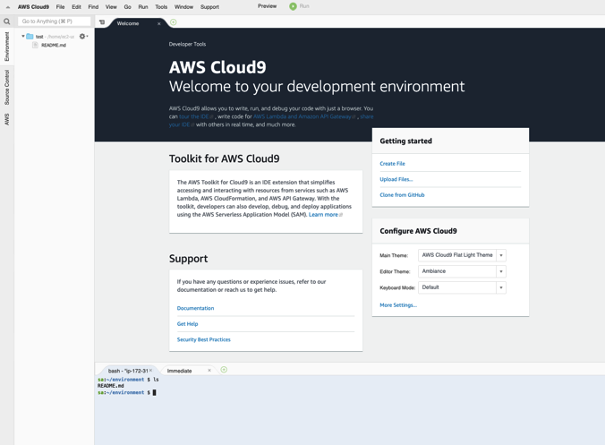 AWS Cloud9 File Edit Find View Go Run Tools Window Support Preview Run
Go to Anything (⌘ P)
Welcome
Environment
Source Control
AWS
README.md
Developer Tools
AWS Cloud9
Welcome to your development environment
AWS Cloud9 allows you to write, run, and debug your code with just a browser. You
can tour the IDE, write code for AWS Lambda and Amazon API Gateway, share
your IDE with others in real time, and much more.
Getting started
Create File
Upload Files...
Clone from GitHub
Toolkit for AWS Cloud9
The AWS Toolkit for Cloud9 is an IDE extension that simplifies
accessing and interacting with resources from services such as AWS
Lambda, AWS CloudFormation, and AWS API Gateway. With the
toolkit, developers can also develop, debug, and deploy applications
using the AWS Serverless Application Model (SAM). Learn more
Configure AWS Cloud9
Main Theme: AWS Cloud9 Flat Light Theme
Editor Theme: Ambiance
Keyboard Mode: Default
More Settings...
Support
If you have any questions or experience issues, refer to our
documentation or reach us to get help.
Documentation
Get Help
Security Best Practices
bash - "ip-172-31 Immediate
sa:~/environment $ ls
README.md
sa:~/environment $